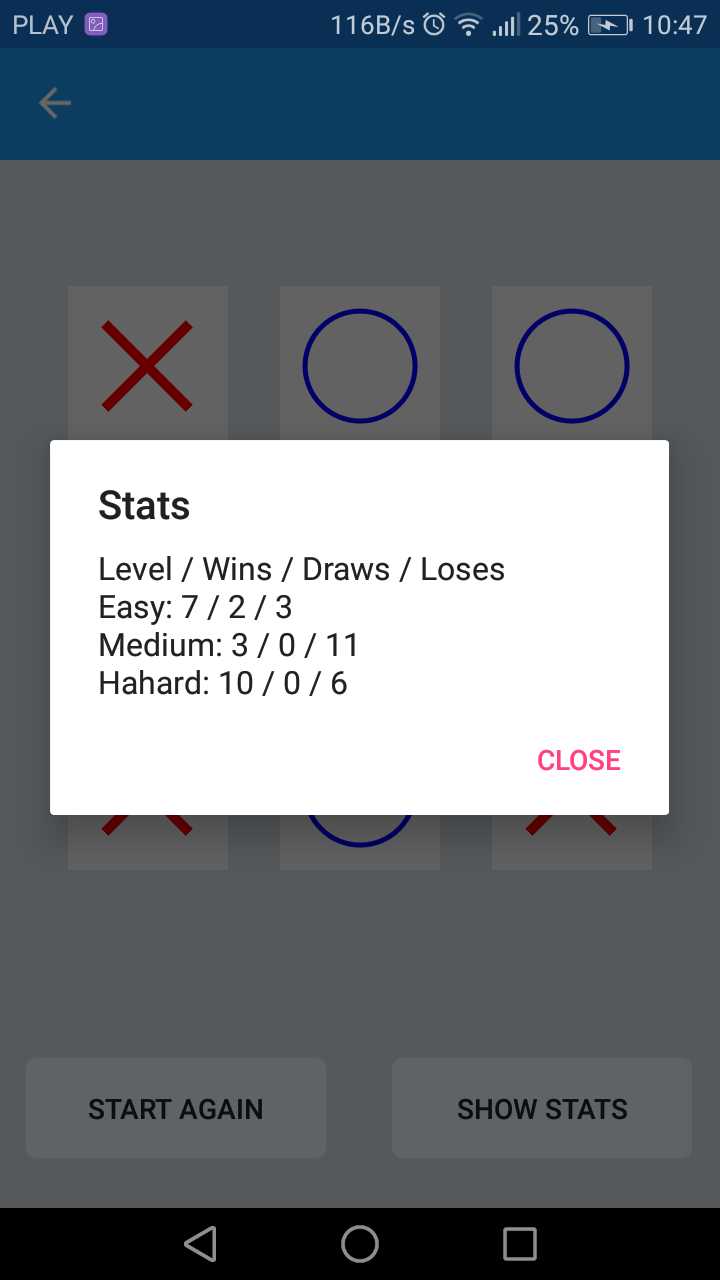 PLAY 116B/s 25% 10:47
Stats
Level / Wins / Draws / Loses
Easy: 7 / 2 / 3
Medium: 3 / 0 / 11
Hahard: 10 / 0 / 6
CLOSE
START AGAIN SHOW STATS